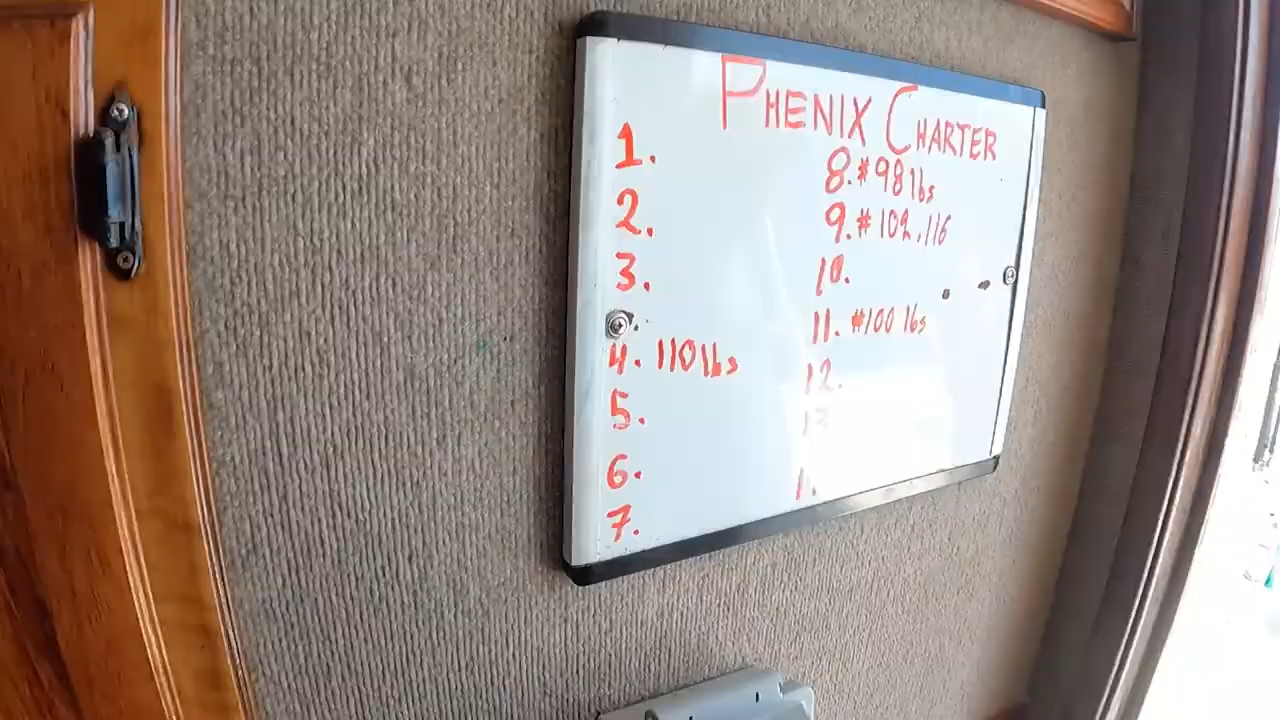 PHENIX CHARTER
1.
2.
3.
4. 110 lbs
5.
6.
7.
8. #98 lbs
9. #102, 116
10.
11. #100 lbs
12.
13